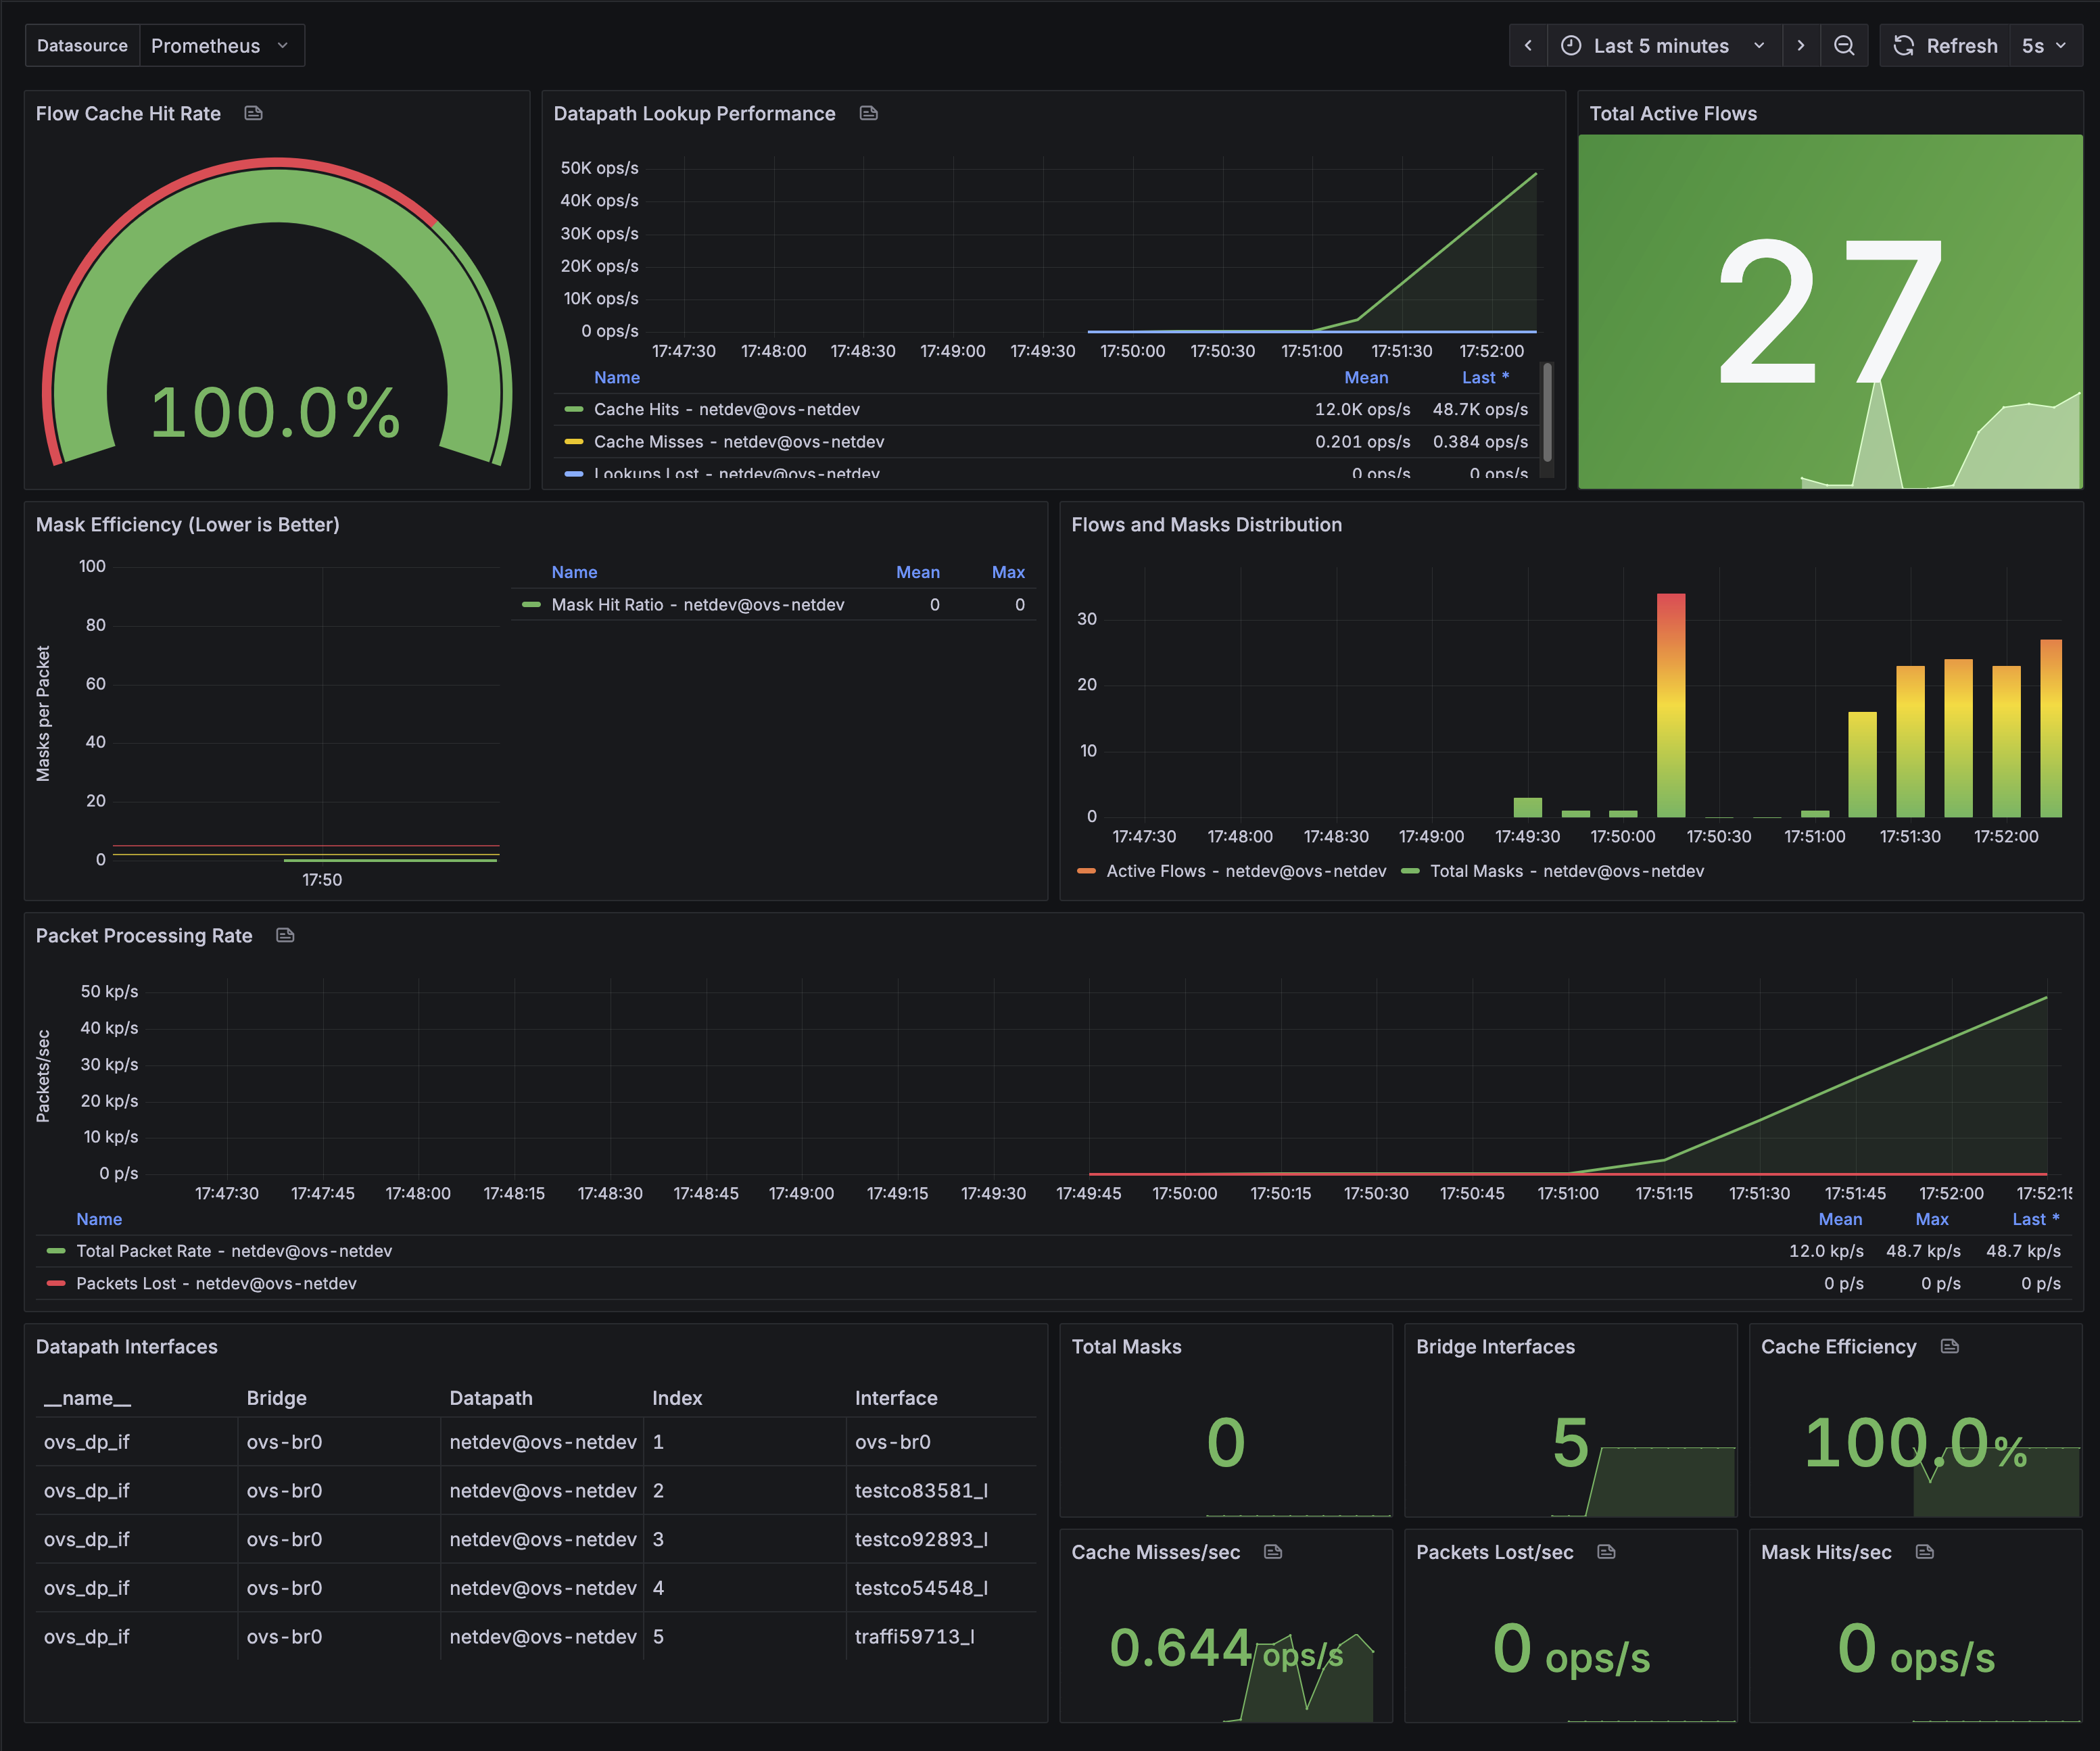 Datasource Prometheus Last 5 minutes Refresh 5s
Flow Cache Hit Rate
100.0%
Datapath Lookup Performance
50K ops/s
40K ops/s
30K ops/s
20K ops/s
10K ops/s
0 ops/s
17:47:30 17:48:00 17:48:30 17:49:00 17:49:30 17:50:00 17:50:30 17:51:00 17:51:30 17:52:00
Name Mean Last *
Cache Hits - netdev@ovs-netdev 12.0K ops/s 48.7K ops/s
Cache Misses - netdev@ovs-netdev 0.201 ops/s 0.384 ops/s
Lookups Lost - netdev@ovs-netdev 0 ops/s 0 ops/s
Total Active Flows
27
Mask Efficiency (Lower is Better)
Masks per Packet
100
80
60
40
20
0
17:50
Name Mean Max
Mask Hit Ratio - netdev@ovs-netdev 0 0
Flows and Masks Distribution
30
20
10
0
17:47:30 17:48:00 17:48:30 17:49:00 17:49:30 17:50:00 17:50:30 17:51:00 17:51:30 17:52:00
Active Flows - netdev@ovs-netdev Total Masks - netdev@ovs-netdev
Packet Processing Rate
Packets/sec
50 kp/s
40 kp/s
30 kp/s
20 kp/s
10 kp/s
0 p/s
17:47:30 17:47:45 17:48:00 17:48:15 17:48:30 17:48:45 17:49:00 17:49:15 17:49:30 17:49:45 17:50:00 17:50:15 17:50:30 17:50:45 17:51:00 17:51:15 17:51:30 17:51:45 17:52:00 17:52:15
Name Mean Max Last *
Total Packet Rate - netdev@ovs-netdev 12.0 kp/s 48.7 kp/s 48.7 kp/s
Packets Lost - netdev@ovs-netdev 0 p/s 0 p/s 0 p/s
Datapath Interfaces
__name__ Bridge Datapath Index Interface
ovs_dp_if ovs-br0 netdev@ovs-netdev 1 ovs-br0
ovs_dp_if ovs-br0 netdev@ovs-netdev 2 testco83581_l
ovs_dp_if ovs-br0 netdev@ovs-netdev 3 testco92893_l
ovs_dp_if ovs-br0 netdev@ovs-netdev 4 testco54548_l
ovs_dp_if ovs-br0 netdev@ovs-netdev 5 traffi59713_l
Total Masks
0
Bridge Interfaces
5
Cache Efficiency
100.0%
Cache Misses/sec
0.644 ops/s
Packets Lost/sec
0 ops/s
Mask Hits/sec
0 ops/s